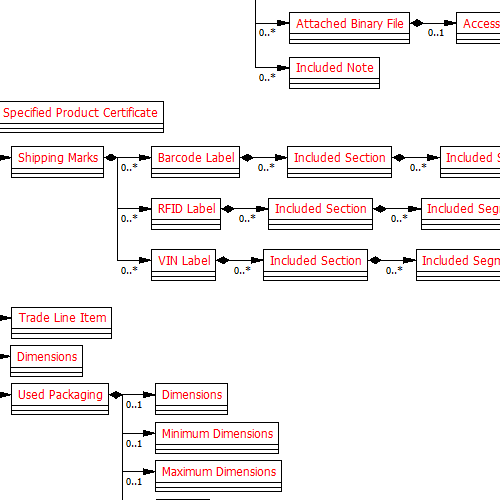 Attached Binary File
Access
0..*
0..1
Included Note
0..*
Specified Product Certificate
Shipping Marks
Barcode Label
Included Section
Included S
0..*
0..*
0..*
RFID Label
Included Section
Included Segm
0..*
0..*
0..*
VIN Label
Included Section
Included Segm
0..*
0..*
0..*
Trade Line Item
Dimensions
Used Packaging
Dimensions
0..1
Minimum Dimensions
0..1
Maximum Dimensions
0..1